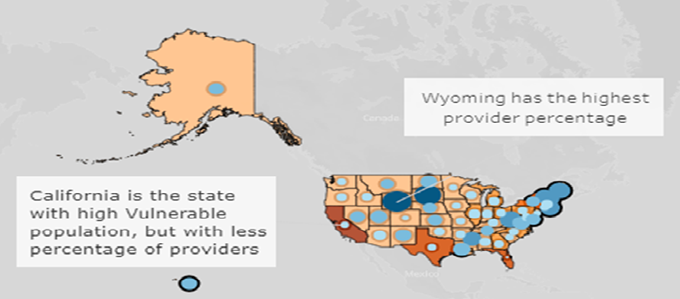 Wyoming has the highest
provider percentage
Canada
California is the state
with high Vulnerable
population, but with less
percentage of providers
Mexico